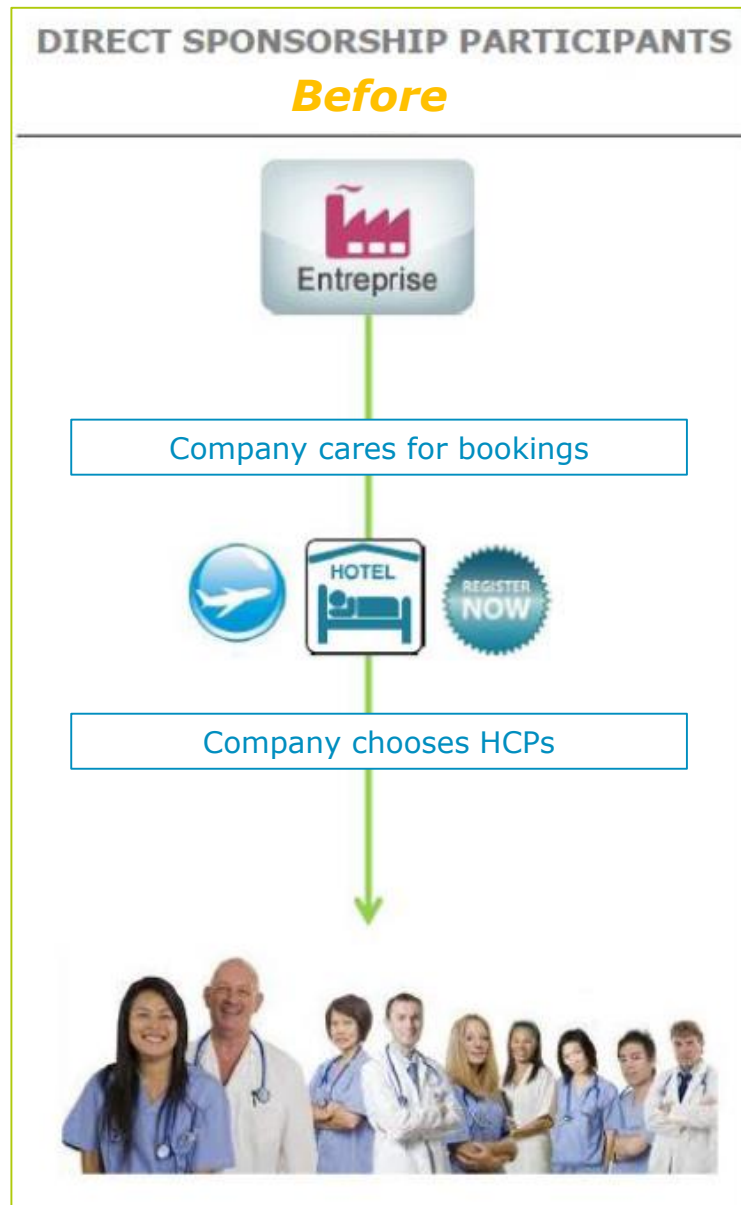 DIRECT SPONSORSHIP PARTICIPANTS
Before
Entreprise
Company cares for bookings
HOTEL
REGISTER
NOW
Company chooses HCPs